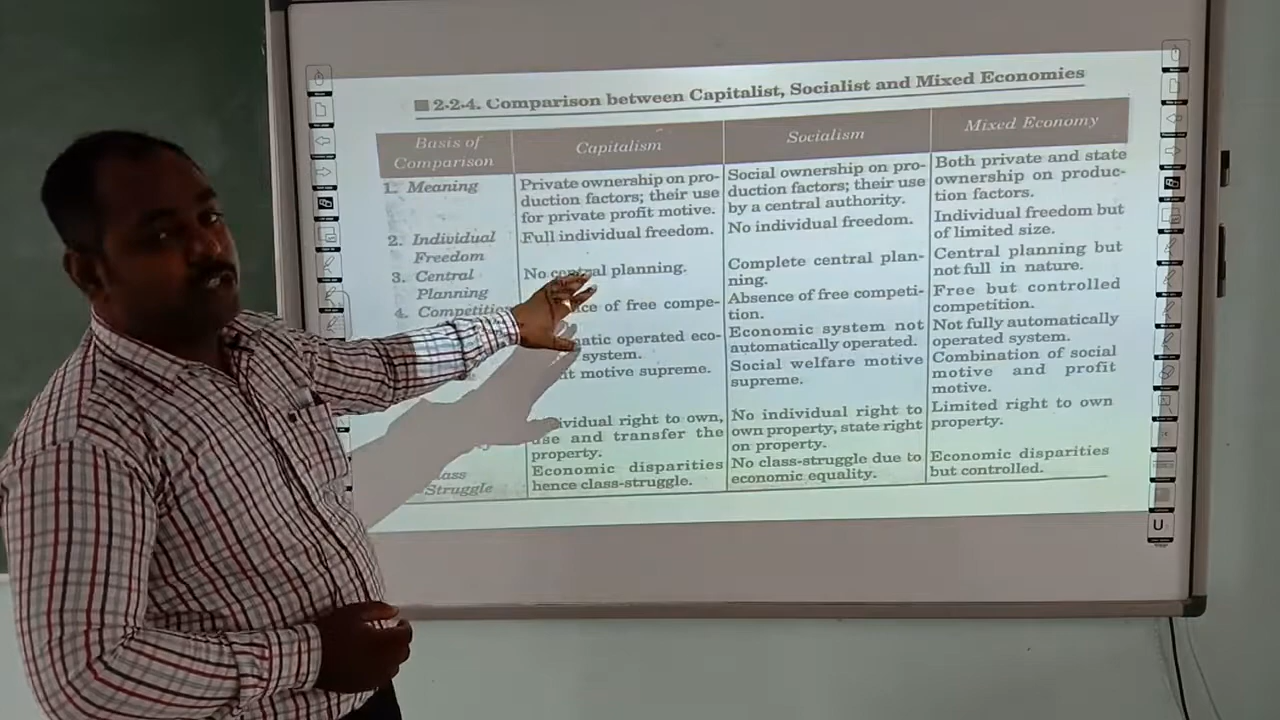 2-2-4. Comparison between Capitalist, Socialist and Mixed Economies
Basis of
Comparison
Capitalism
Socialism
Mixed Economy
1. Meaning
Private ownership on pro-
duction factors; their use
for private profit motive.
Social ownership on pro-
duction factors; their use
by a central authority.
Both private and state
ownership on produc-
tion factors.
2. Individual
Freedom
Full individual freedom.
No individual freedom.
Individual freedom but
of limited size.
3. Central
Planning
No central planning.
Complete central plan-
ning.
Central planning but
not full in nature.
4. Competition
of free compe-
Absence of free competi-
tion.
Free but controlled
competition.
operated eco-
system.
Economic system not
automatically operated.
Not fully automatically
operated system.
motive supreme.
Social welfare motive
supreme.
Combination of social
motive and profit
motive.
right to own,
use and transfer the
property.
No individual right to
own property, state right
on property.
Limited right to own
property.
Struggle
Economic disparities
hence class-struggle.
No class-struggle due to
economic equality.
Economic disparities
but controlled.
U